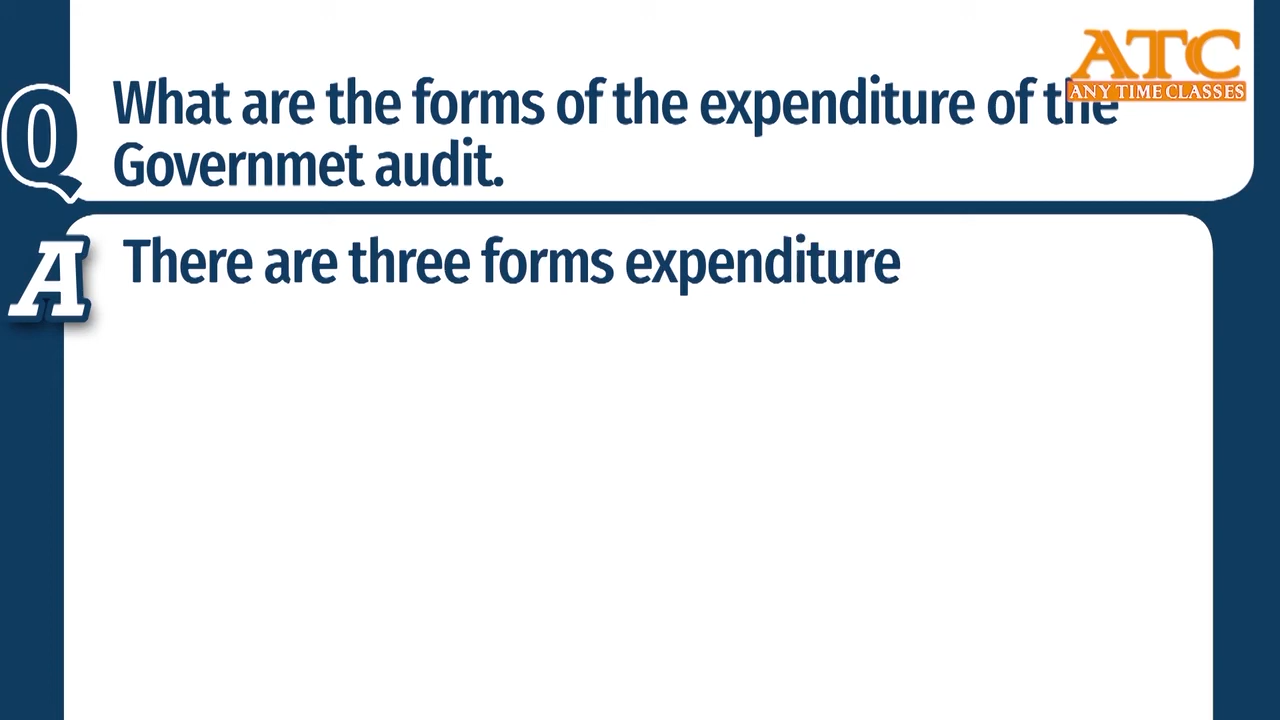 ATC
ANY TIME CLASSES
Q
What are the forms of the expenditure of the
Governmet audit.
A
There are three forms expenditure